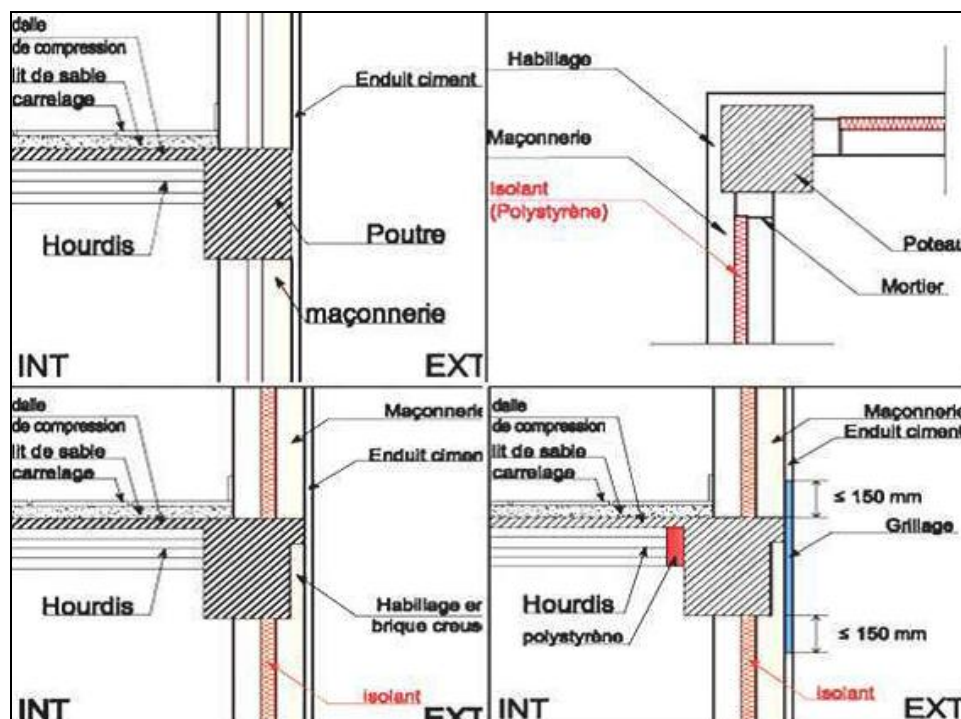 dalle
de compression
lit de sable
carrelage
Enduit ciment
Hourdis
Poutre
maçonnerie
INT
EXT
Habillage
Maçonnerie
Isolant
(Polystyrène)
Poteau
Mortier
dalle
de compression
lit de sable
carrelage
Maçonnerie
Enduit cimen
Hourdis
Habillage en
brique creus
isolant
INT
EXT
dalle
de compression
lit de sable
carrelage
Maçonnerie
Enduit ciment
≤ 150 mm
Grillage
Hourdis
polystyrène
≤ 150 mm
isolant
INT
EXT